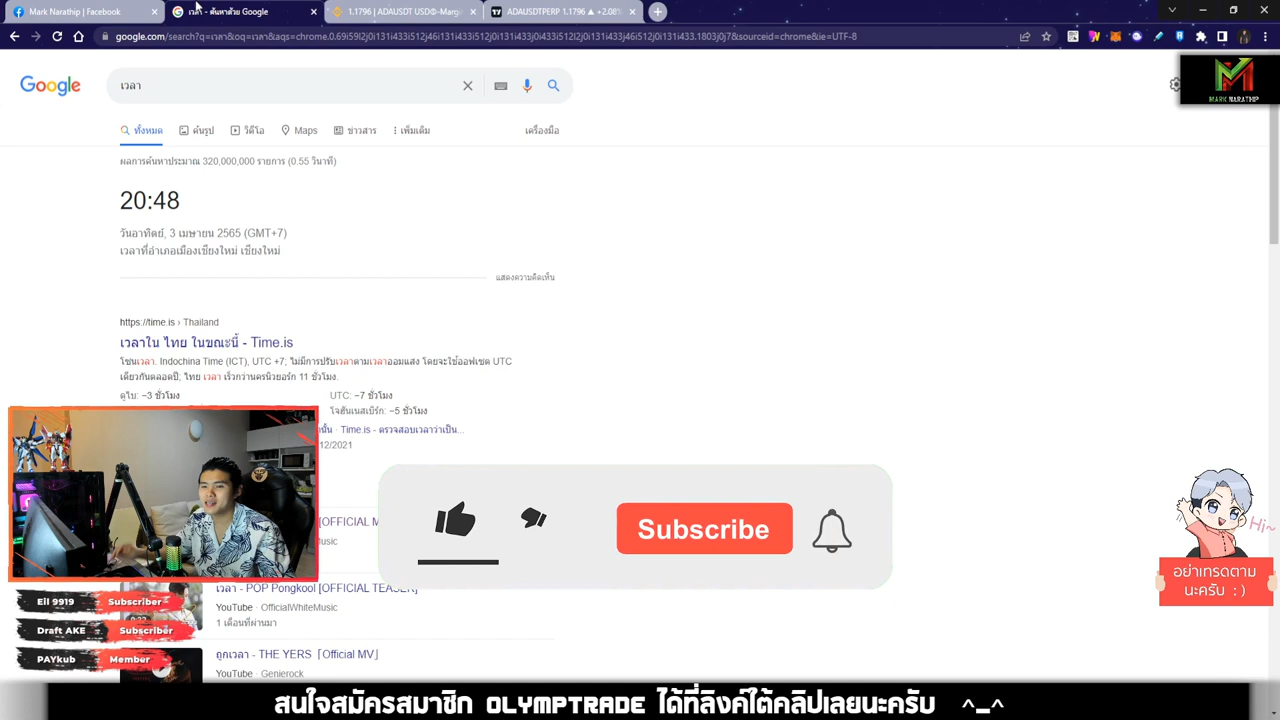 Mark Narathip | Facebook
เวลา - ค้นหาด้วย Google
1.1796 | ADAUSDT USDⓈ-Margi
ADAUSDTPERP 1.1796 ▲ +2.08%
google.com/search?q=เวลา&oq=เวลา&aqs=chrome.0.69i59l2j0i131i433i512j46i131i433i512j0i131i433j0i433i512l2j0i131i433j46i512j0i131i433.1803j0j7&sourceid=chrome&ie=UTF-8
Google
เวลา
MARK NARATHIP
ทั้งหมด
ค้นรูป
วิดีโอ
Maps
ข่าวสาร
เพิ่มเติม
เครื่องมือ
ผลการค้นหาประมาณ 320,000,000 รายการ (0.55 วินาที)
20:48
วันอาทิตย์, 3 เมษายน 2565 (GMT+7)
เวลาที่อำเภอเมืองเชียงใหม่ เชียงใหม่
แสดงความคิดเห็น
https://time.is › Thailand
เวลาใน ไทย ในขณะนี้ - Time.is
โซนเวลา. Indochina Time (ICT), UTC +7; ไม่มีการปรับเวลาตามเวลาออมแสง โดยจะใช้ออฟเซต UTC
เดียวกันตลอดปี; ไทย เวลา เร็วกว่านครนิวยอร์ก 11 ชั่วโมง.
ดูไบ: −3 ชั่วโมง
UTC: −7 ชั่วโมง
โจฮันเนสเบิร์ก: −5 ชั่วโมง
Time.is - ตรวจสอบเวลาว่าเป็น...
12/2021
[OFFICIAL M
usic
Subscribe
Hi~
อย่าเทรดตาม
นะครับ : )
เวลา - POP Pongkool [OFFICIAL TEASER]
YouTube · OfficialWhiteMusic
1 เดือนที่ผ่านมา
ถูกเวลา - THE YERS「Official MV」
YouTube · Genierock
Eil 9919 Subscriber
Draft AKE Subscriber
PAYkub Member
สนใจสมัครสมาชิก OLYMPTRADE ได้ที่ลิงค์ใต้คลิปเลยนะครับ ^_^